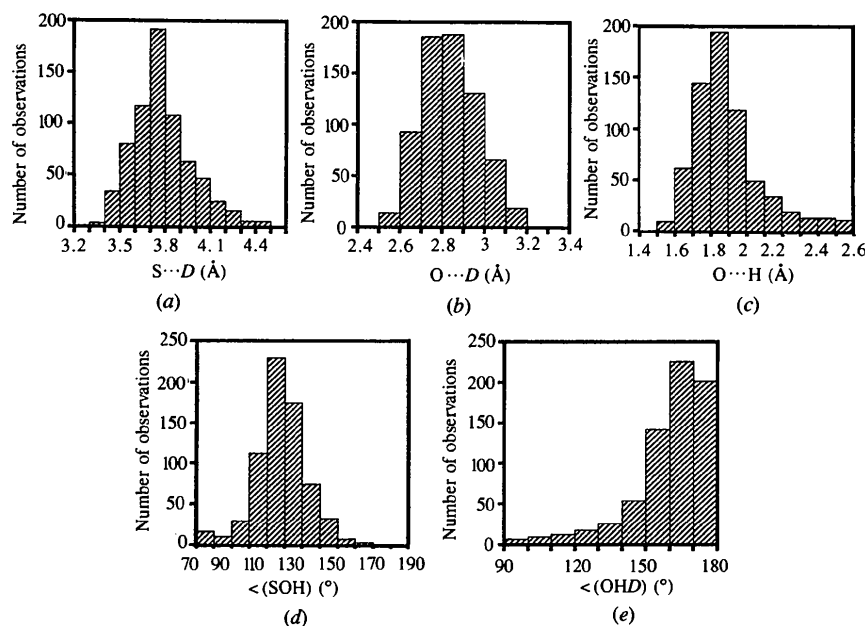 200
150
100
50
0
Number of observations
3.2 3.5 3.8 4.1 4.4
S···D (Å)
(a)
200
150
100
50
0
Number of observations
2.4 2.6 2.8 3 3.2 3.4
O···D (Å)
(b)
200
150
100
50
0
Number of observations
1.4 1.6 1.8 2 2.2 2.6
O···H (Å)
(c)
250
200
150
100
50
0
Number of observations
70 90 110 130 150 170 190
<(SOH) (°)
(d)
250
200
150
100
50
0
Number of observations
90 120 150 180
<(OHD) (°)
(e)